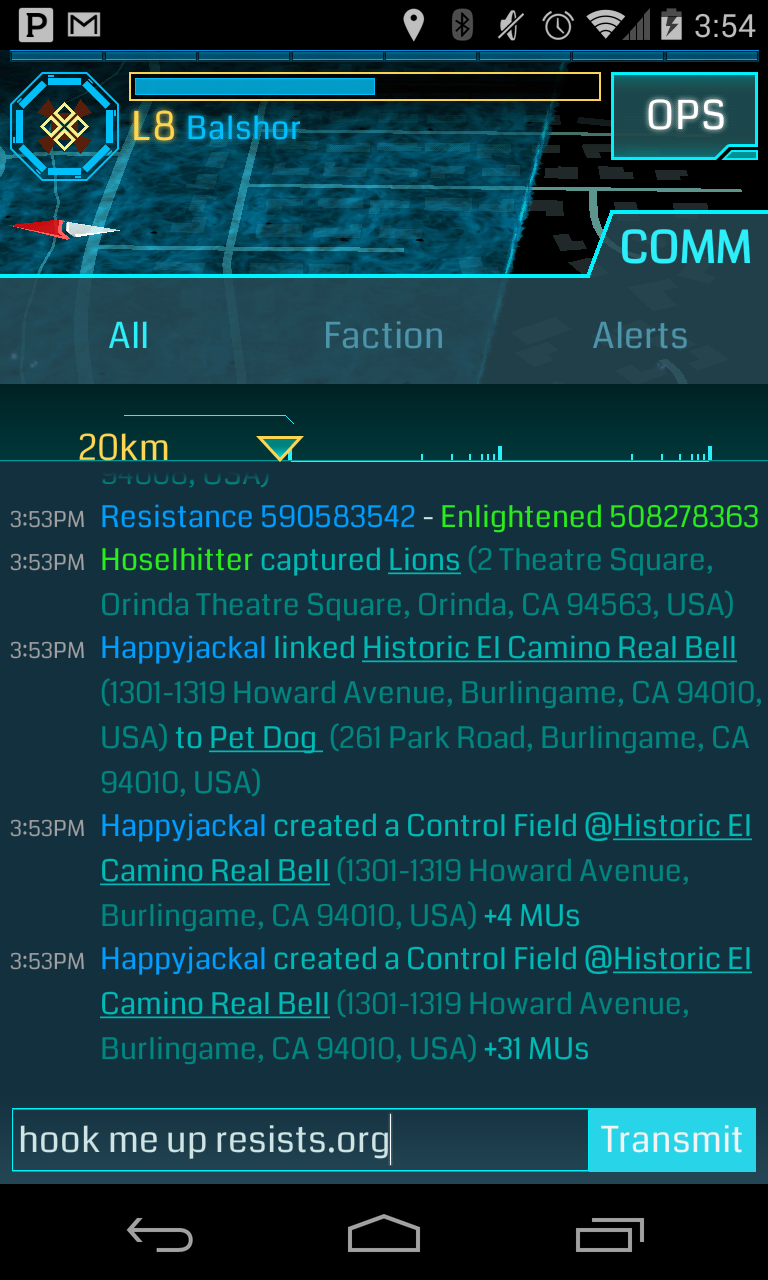 P M 3:54
L8 Balshor
OPS
COMM
All Faction Alerts
20km
94008, USA)
3:53PM Resistance 590583542 - Enlightened 508278363
3:53PM Hoselhitter captured Lions (2 Theatre Square,
Orinda Theatre Square, Orinda, CA 94563, USA)
3:53PM Happyjackal linked Historic El Camino Real Bell
(1301-1319 Howard Avenue, Burlingame, CA 94010,
USA) to Pet Dog (261 Park Road, Burlingame, CA
94010, USA)
3:53PM Happyjackal created a Control Field @Historic El
Camino Real Bell (1301-1319 Howard Avenue,
Burlingame, CA 94010, USA) +4 MUs
3:53PM Happyjackal created a Control Field @Historic El
Camino Real Bell (1301-1319 Howard Avenue,
Burlingame, CA 94010, USA) +31 MUs
hook me up resists.org Transmit